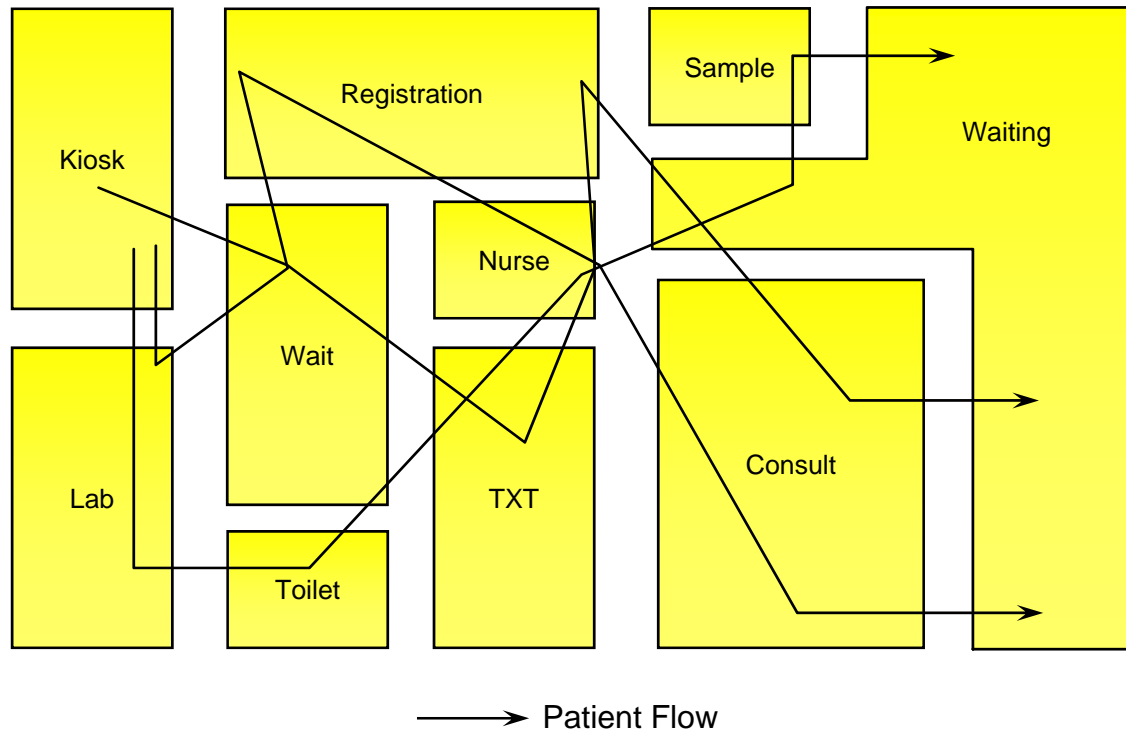 Sample
Registration
Waiting
Kiosk
Nurse
Wait
Consult
Lab
TXT
Toilet
Patient Flow